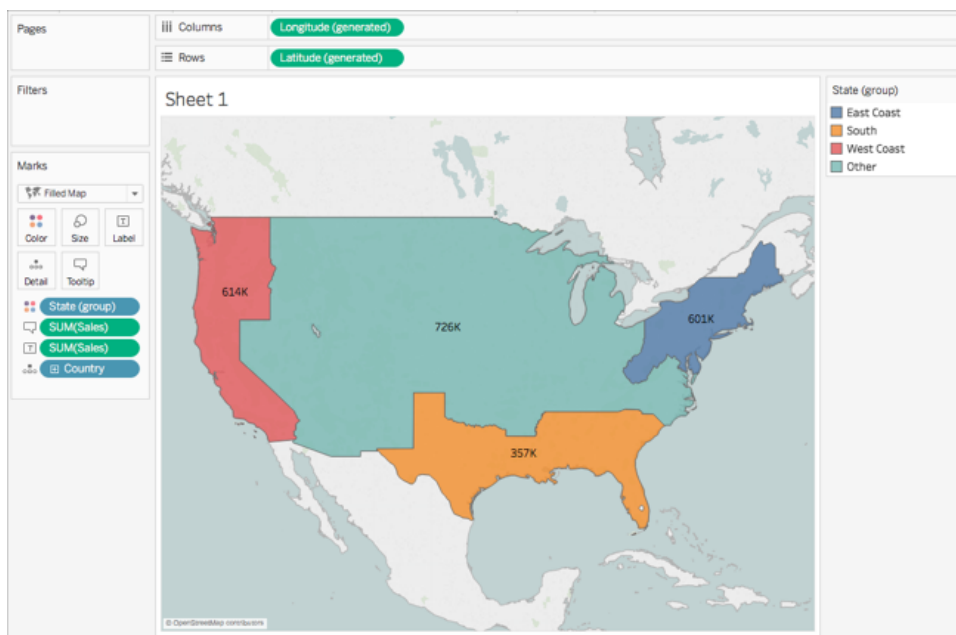 Pages
Columns
Longitude (generated)
Rows
Latitude (generated)
Filters
Sheet 1
State (group)
East Coast
South
West Coast
Other
Marks
Filled Map
Color
Size
T
Label
Detail
Tooltip
State (group)
SUM(Sales)
T
SUM(Sales)
Country
614K
726K
601K
357K
© OpenStreetMap contributors